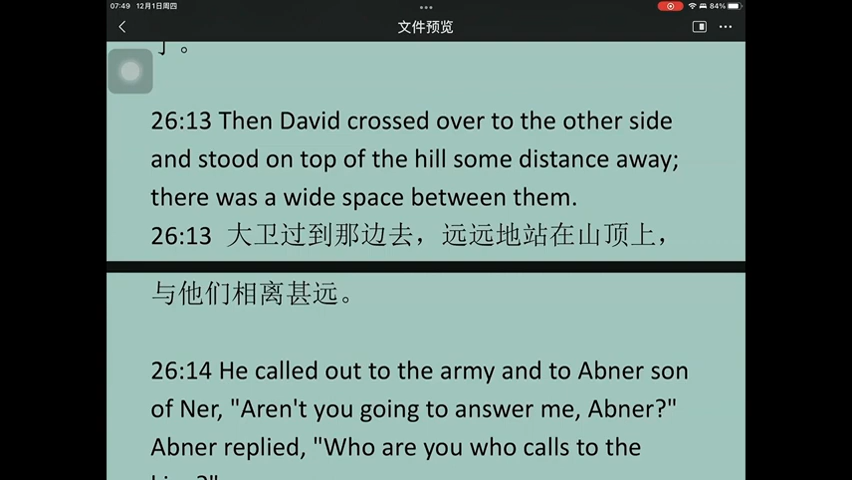 07:49 12月1日周四
84%
文件预览
了。
26:13 Then David crossed over to the other side
and stood on top of the hill some distance away;
there was a wide space between them.
26:13 大卫过到那边去，远远地站在山顶上，
与他们相离甚远。
26:14 He called out to the army and to Abner son
of Ner, "Aren't you going to answer me, Abner?"
Abner replied, "Who are you who calls to the
king?"